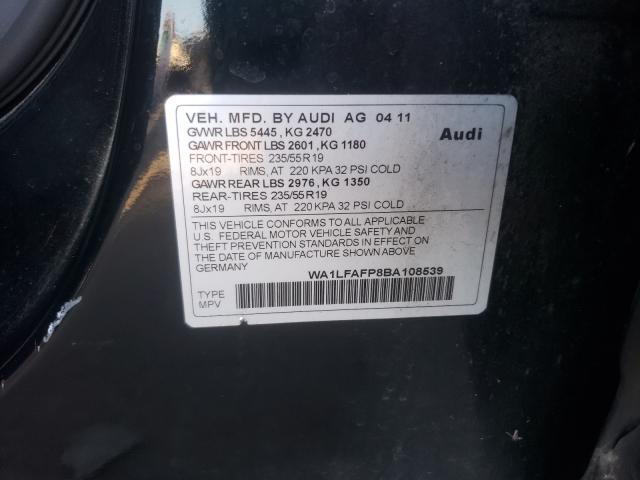 VEH. MFD. BY AUDI AG 04 11
GVWR LBS 5445, KG 2470
Audi
GAWR FRONT LBS 2601, KG 1180
FRONT-TIRES 235/55R19
8Jx19 RIMS, AT 220 KPA 32 PSI COLD
GAWR REAR LBS 2976, KG 1350
REAR-TIRES 235/55R19
8Jx19 RIMS, AT 220 KPA 32 PSI COLD
THIS VEHICLE CONFORMS TO ALL APPLICABLE
U.S. FEDERAL MOTOR VEHICLE SAFETY AND
THEFT PREVENTION STANDARDS IN EFFECT ON
THE DATE OF MANUFACTURE SHOWN ABOVE
GERMANY
WA1LFAFP8BA108539
TYPE
MPV